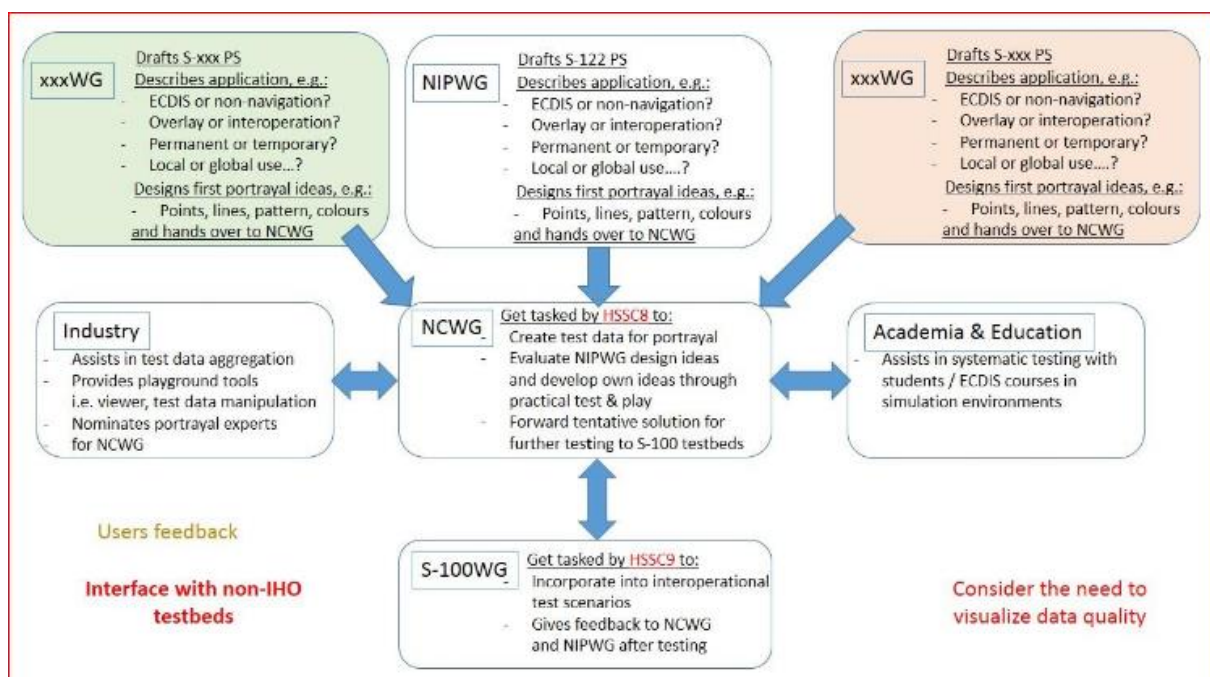 xxxWG
Drafts S-xxx PS
Describes application, e.g.:
- ECDIS or non-navigation?
- Overlay or interoperation?
- Permanent or temporary?
- Local or global use...?
Designs first portrayal ideas, e.g.:
- Points, lines, pattern, colours
and hands over to NCWG
NIPWG
Drafts S-122 PS
Describes application, e.g.:
- ECDIS or non-navigation?
- Overlay or interoperation?
- Permanent or temporary?
- Local or global use....?
Designs first portrayal ideas, e.g.:
- Points, lines, pattern, colours
and hands over to NCWG
xxxWG
Drafts S-xxx PS
Describes application, e.g.:
- ECDIS or non-navigation?
- Overlay or interoperation?
- Permanent or temporary?
- Local or global use...?
Designs first portrayal ideas, e.g.:
- Points, lines, pattern, colours
and hands over to NCWG
Industry
- Assists in test data aggregation
- Provides playground tools
i.e. viewer, test data manipulation
- Nominates portrayal experts
- for NCWG
NCWG
Get tasked by HSSC8 to:
- Create test data for portrayal
- Evaluate NIPWG design ideas
and develop own ideas through
practical test & play
- Forward tentative solution for
further testing to S-100 testbeds
Academia & Education
- Assists in systematic testing with
students / ECDIS courses in
simulation environments
Users feedback
Interface with non-IHO
testbeds
S-100WG
Get tasked by HSSC9 to:
- Incorporate into interoperational
test scenarios
- Gives feedback to NCWG
and NIPWG after testing
Consider the need to
visualize data quality